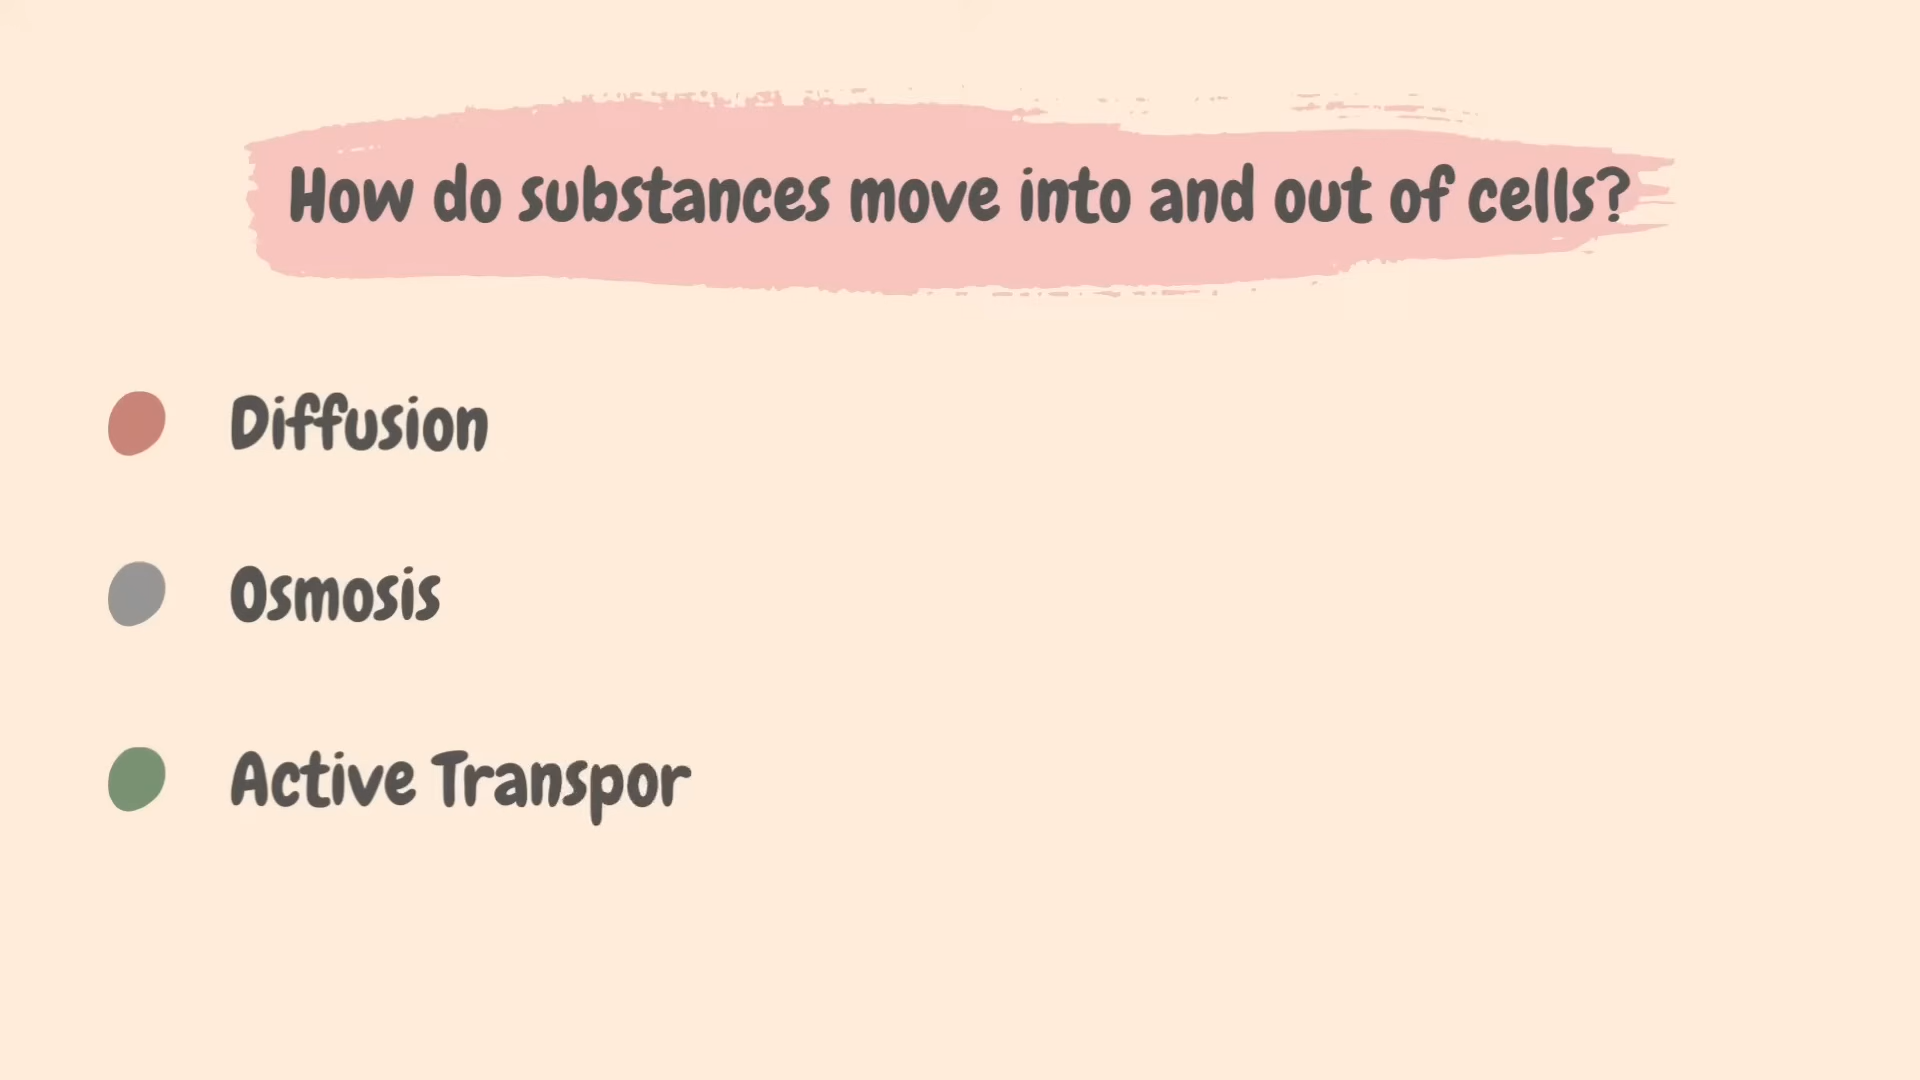 How do substances move into and out of cells?
Diffusion
Osmosis
Active Transpor